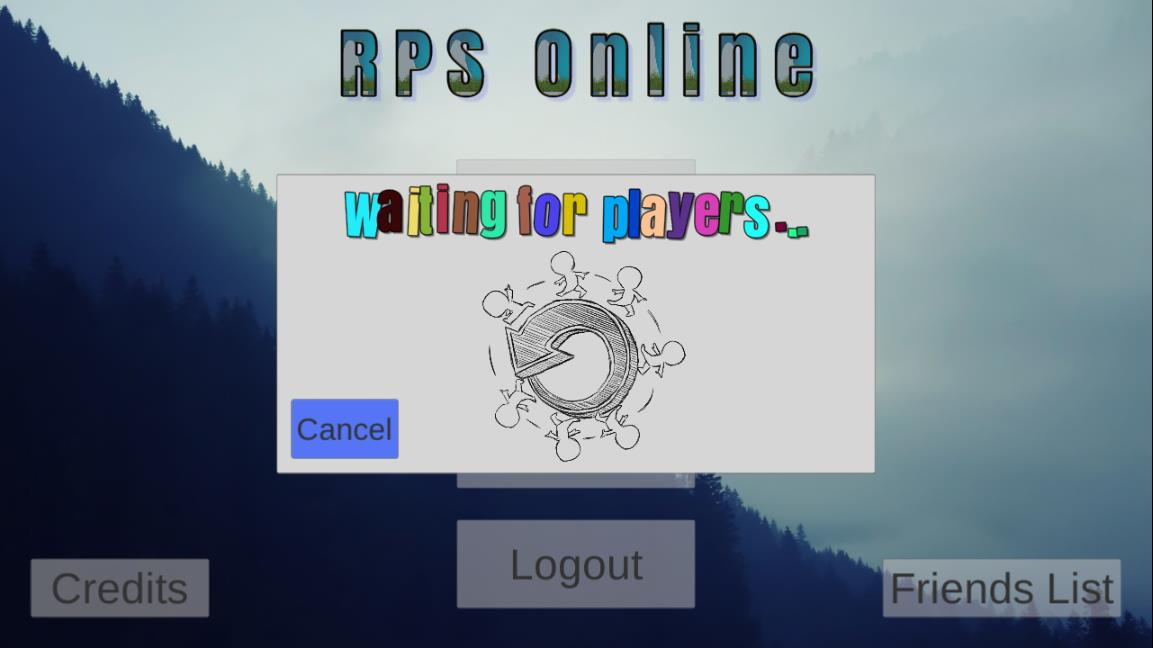 RPS Online
waiting for players...
Cancel
Logout
Credits
Friends List